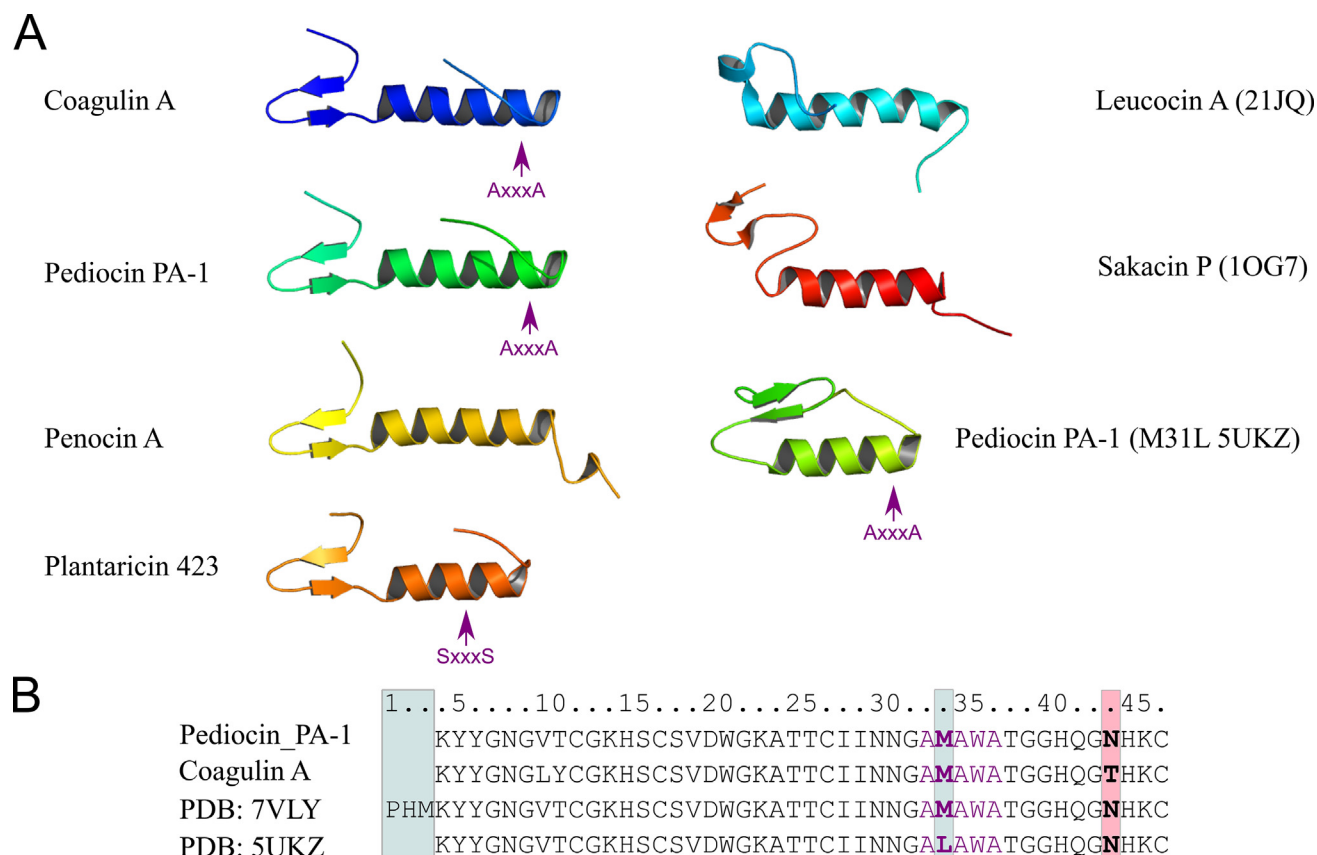 A
Coagulin A
AxxxA
Leucocin A (21JQ)
Pediocin PA-1
AxxxA
Sakacin P (1OG7)
Penocin A
Pediocin PA-1 (M31L 5UKZ)
AxxxA
Plantaricin 423
SxxxS
B
1...5....10...15...20...25...30...35...40...45.
Pediocin_PA-1 KYYGNGVTCGKHSCSVDWGKATTCIINNGAMAWATGGHQGNHKC
Coagulin A KYYGNGLYCGKHSCSVDWGKATTCIINNGAMAWATGGHQGTHKC
PDB: 7VLY PHMKYYGNGVTCGKHSCSVDWGKATTCIINNGAMAWATGGHQGNHKC
PDB: 5UKZ KYYGNGVTCGKHSCSVDWGKATTCIINNGALAWATGGHQGNHKC